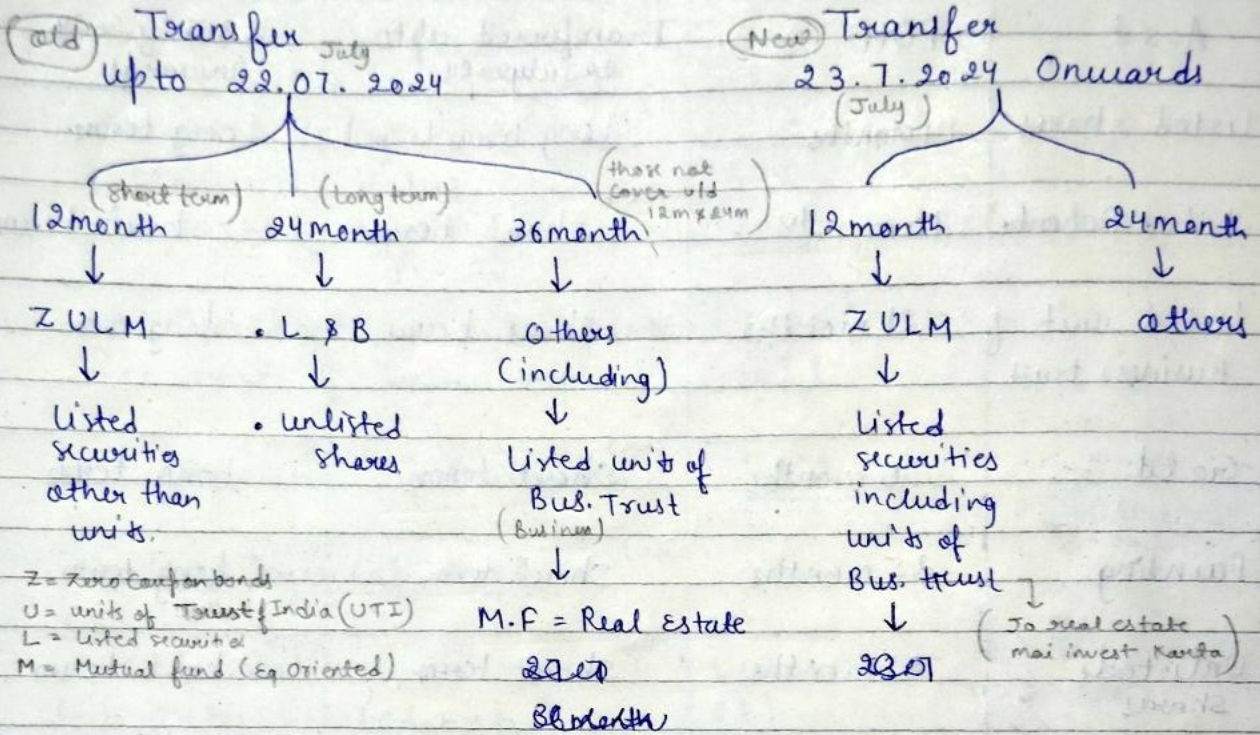 Old
Transfer
July
upto 22.07.2024
(short term)
(Long term)
(those not
cover u/d
12m & 24m)
12month
24month
36month
ZULM
• L & B
Others
(including)
listed
securities
other than
units.
• unlisted
shares
Listed unit of
Bus. Trust
(Business)
M.F = Real Estate
Z = Zero Coupon bonds
U = units of Trust of India (UTI)
L = Listed securities
M = Mutual fund (Eq Oriented)
New
Transfer
23.7.2024 Onwards
(July)
12month
24month
ZULM
others
Listed
securities
including
units of
Bus. trust
(Jo real estate
mai invest Karta)